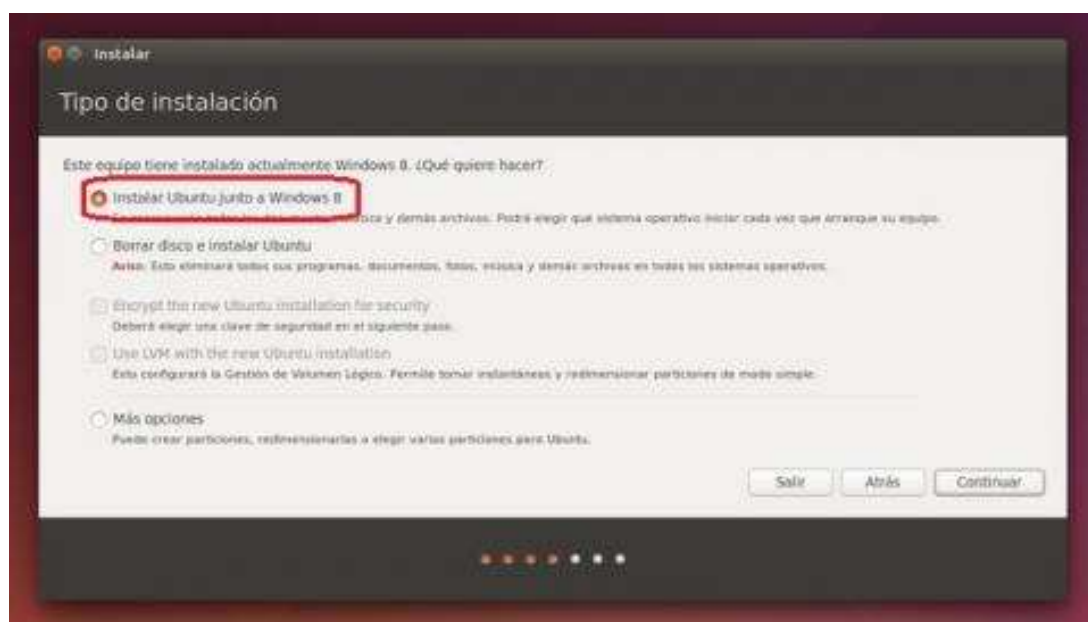 Instalar
Tipo de instalación
Este equipo tiene instalado actualmente Windows 8. ¿Qué quiere hacer?
Instalar Ubuntu junto a Windows 8
y demás archivos. Podrá elegir qué sistema operativo iniciar cada vez que arranque su equipo.
Borrar disco e instalar Ubuntu
Aviso: Esto eliminará todos sus programas, documentos, fotos, música y demás archivos en todos los sistemas operativos.
Encrypt the new Ubuntu installation for security
Deberá elegir una clave de seguridad en el siguiente paso.
Use LVM with the new Ubuntu installation
Esto configurará la Gestión de Volumen Lógico. Permite tomar instantáneas y redimensionar particiones de modo simple.
Más opciones
Puede crear particiones, redimensionarlas o elegir varias particiones para Ubuntu.
Salir
Atrás
Continuar